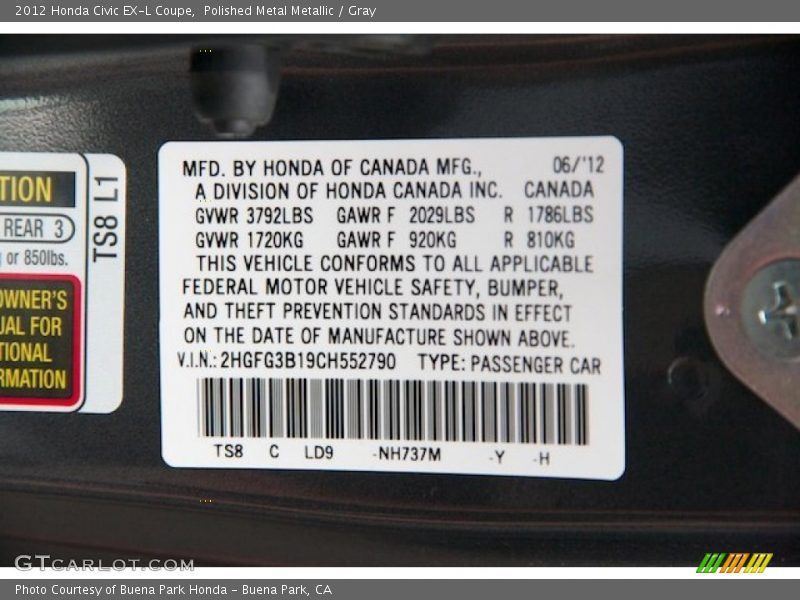 2012 Honda Civic EX-L Coupe, Polished Metal Metallic / Gray
TION
REAR 3
or 850lbs.
OWNER'S
UAL FOR
TIONAL
RMATION
TS8 L1
MFD. BY HONDA OF CANADA MFG., 06/'12
A DIVISION OF HONDA CANADA INC. CANADA
GVWR 3792LBS GAWR F 2029LBS R 1786LBS
GVWR 1720KG GAWR F 920KG R 810KG
THIS VEHICLE CONFORMS TO ALL APPLICABLE
FEDERAL MOTOR VEHICLE SAFETY, BUMPER,
AND THEFT PREVENTION STANDARDS IN EFFECT
ON THE DATE OF MANUFACTURE SHOWN ABOVE.
V.I.N.: 2HGFG3B19CH552790 TYPE: PASSENGER CAR
TS8 C LD9 -NH737M -Y -H
GTCARLOT.COM
Photo Courtesy of Buena Park Honda - Buena Park, CA